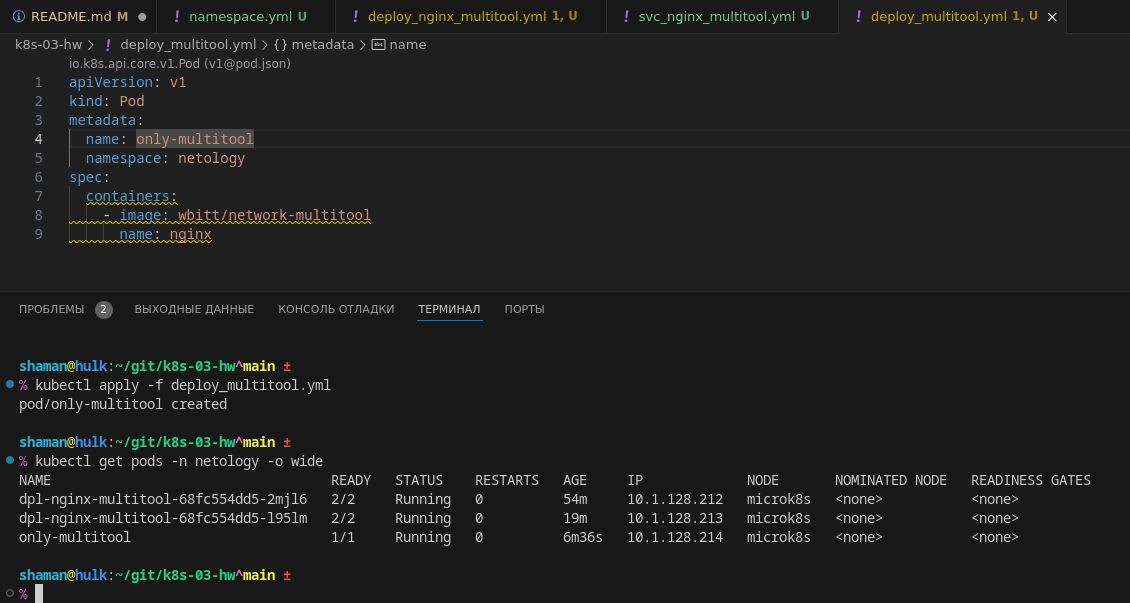 README.md M namespace.yml U deploy_nginx_multitool.yml 1, U svc_nginx_multitool.yml U deploy_multitool.yml 1, U
k8s-03-hw > deploy_multitool.yml > {} metadata > abc name
io.k8s.api.core.v1.Pod (v1@pod.json)
1 apiVersion: v1
2 kind: Pod
3 metadata:
4 name: only-multitool
5 namespace: netology
6 spec:
7 containers:
8 - image: wbitt/network-multitool
9 name: nginx
ПРОБЛЕМЫ 2 ВЫХОДНЫЕ ДАННЫЕ КОНСОЛЬ ОТЛАДКИ ТЕРМИНАЛ ПОРТЫ
shaman@hulk:~/git/k8s-03-hw^main ±
% kubectl apply -f deploy_multitool.yml
pod/only-multitool created
shaman@hulk:~/git/k8s-03-hw^main ±
% kubectl get pods -n netology -o wide
NAME READY STATUS RESTARTS AGE IP NODE NOMINATED NODE READINESS GATES
dpl-nginx-multitool-68fc554dd5-2mjl6 2/2 Running 0 54m 10.1.128.212 microk8s <none> <none>
dpl-nginx-multitool-68fc554dd5-l95lm 2/2 Running 0 19m 10.1.128.213 microk8s <none> <none>
only-multitool 1/1 Running 0 6m36s 10.1.128.214 microk8s <none> <none>
shaman@hulk:~/git/k8s-03-hw^main ±
%